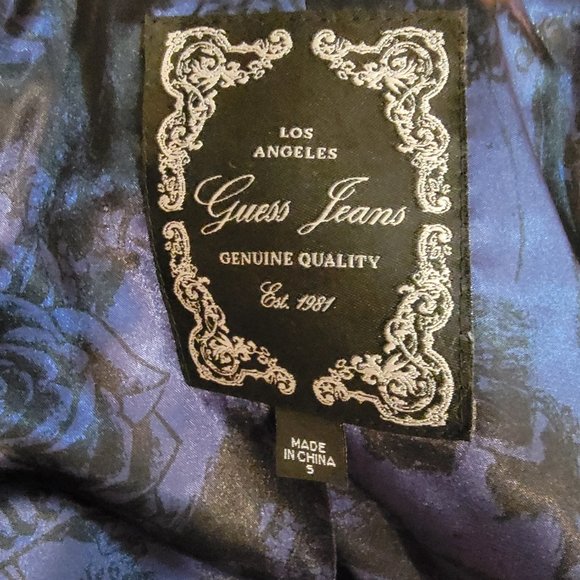 LOS
ANGELES
Guess Jeans
GENUINE QUALITY
Est. 1981
MADE
IN CHINA
S